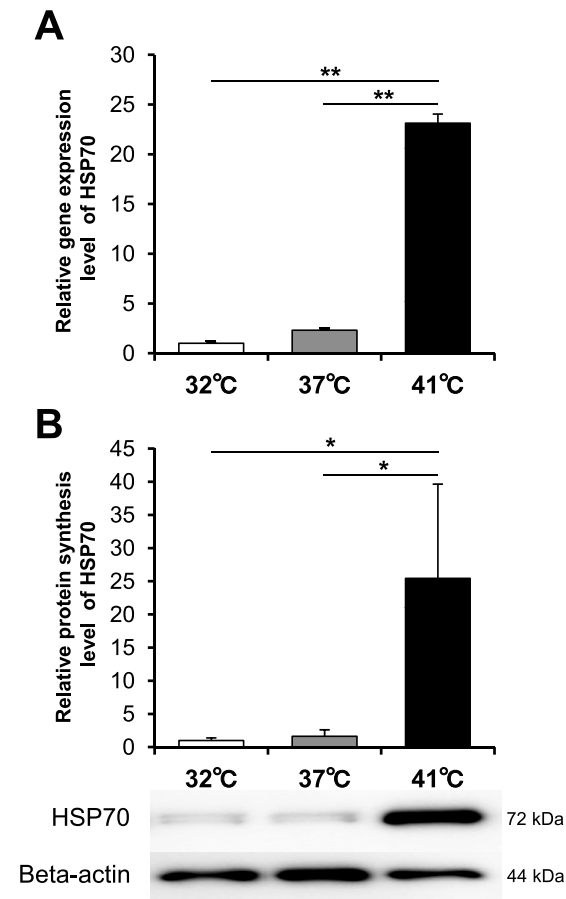 A
Relative gene expression
level of HSP70
30
25
20
15
10
5
0
**
**
32°C 37°C 41°C
B
Relative protein synthesis
level of HSP70
45
40
35
30
25
20
15
10
5
0
*
*
32°C 37°C 41°C
HSP70 72 kDa
Beta-actin 44 kDa